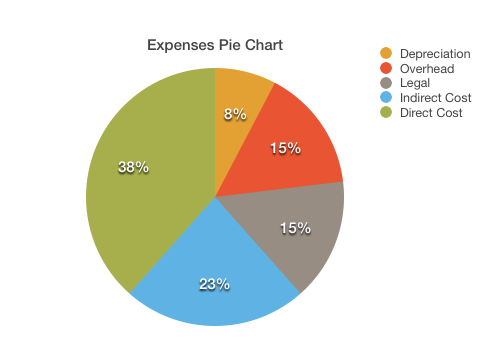 Expenses Pie Chart
Depreciation
Overhead
Legal
Indirect Cost
Direct Cost
8%
15%
15%
23%
38%